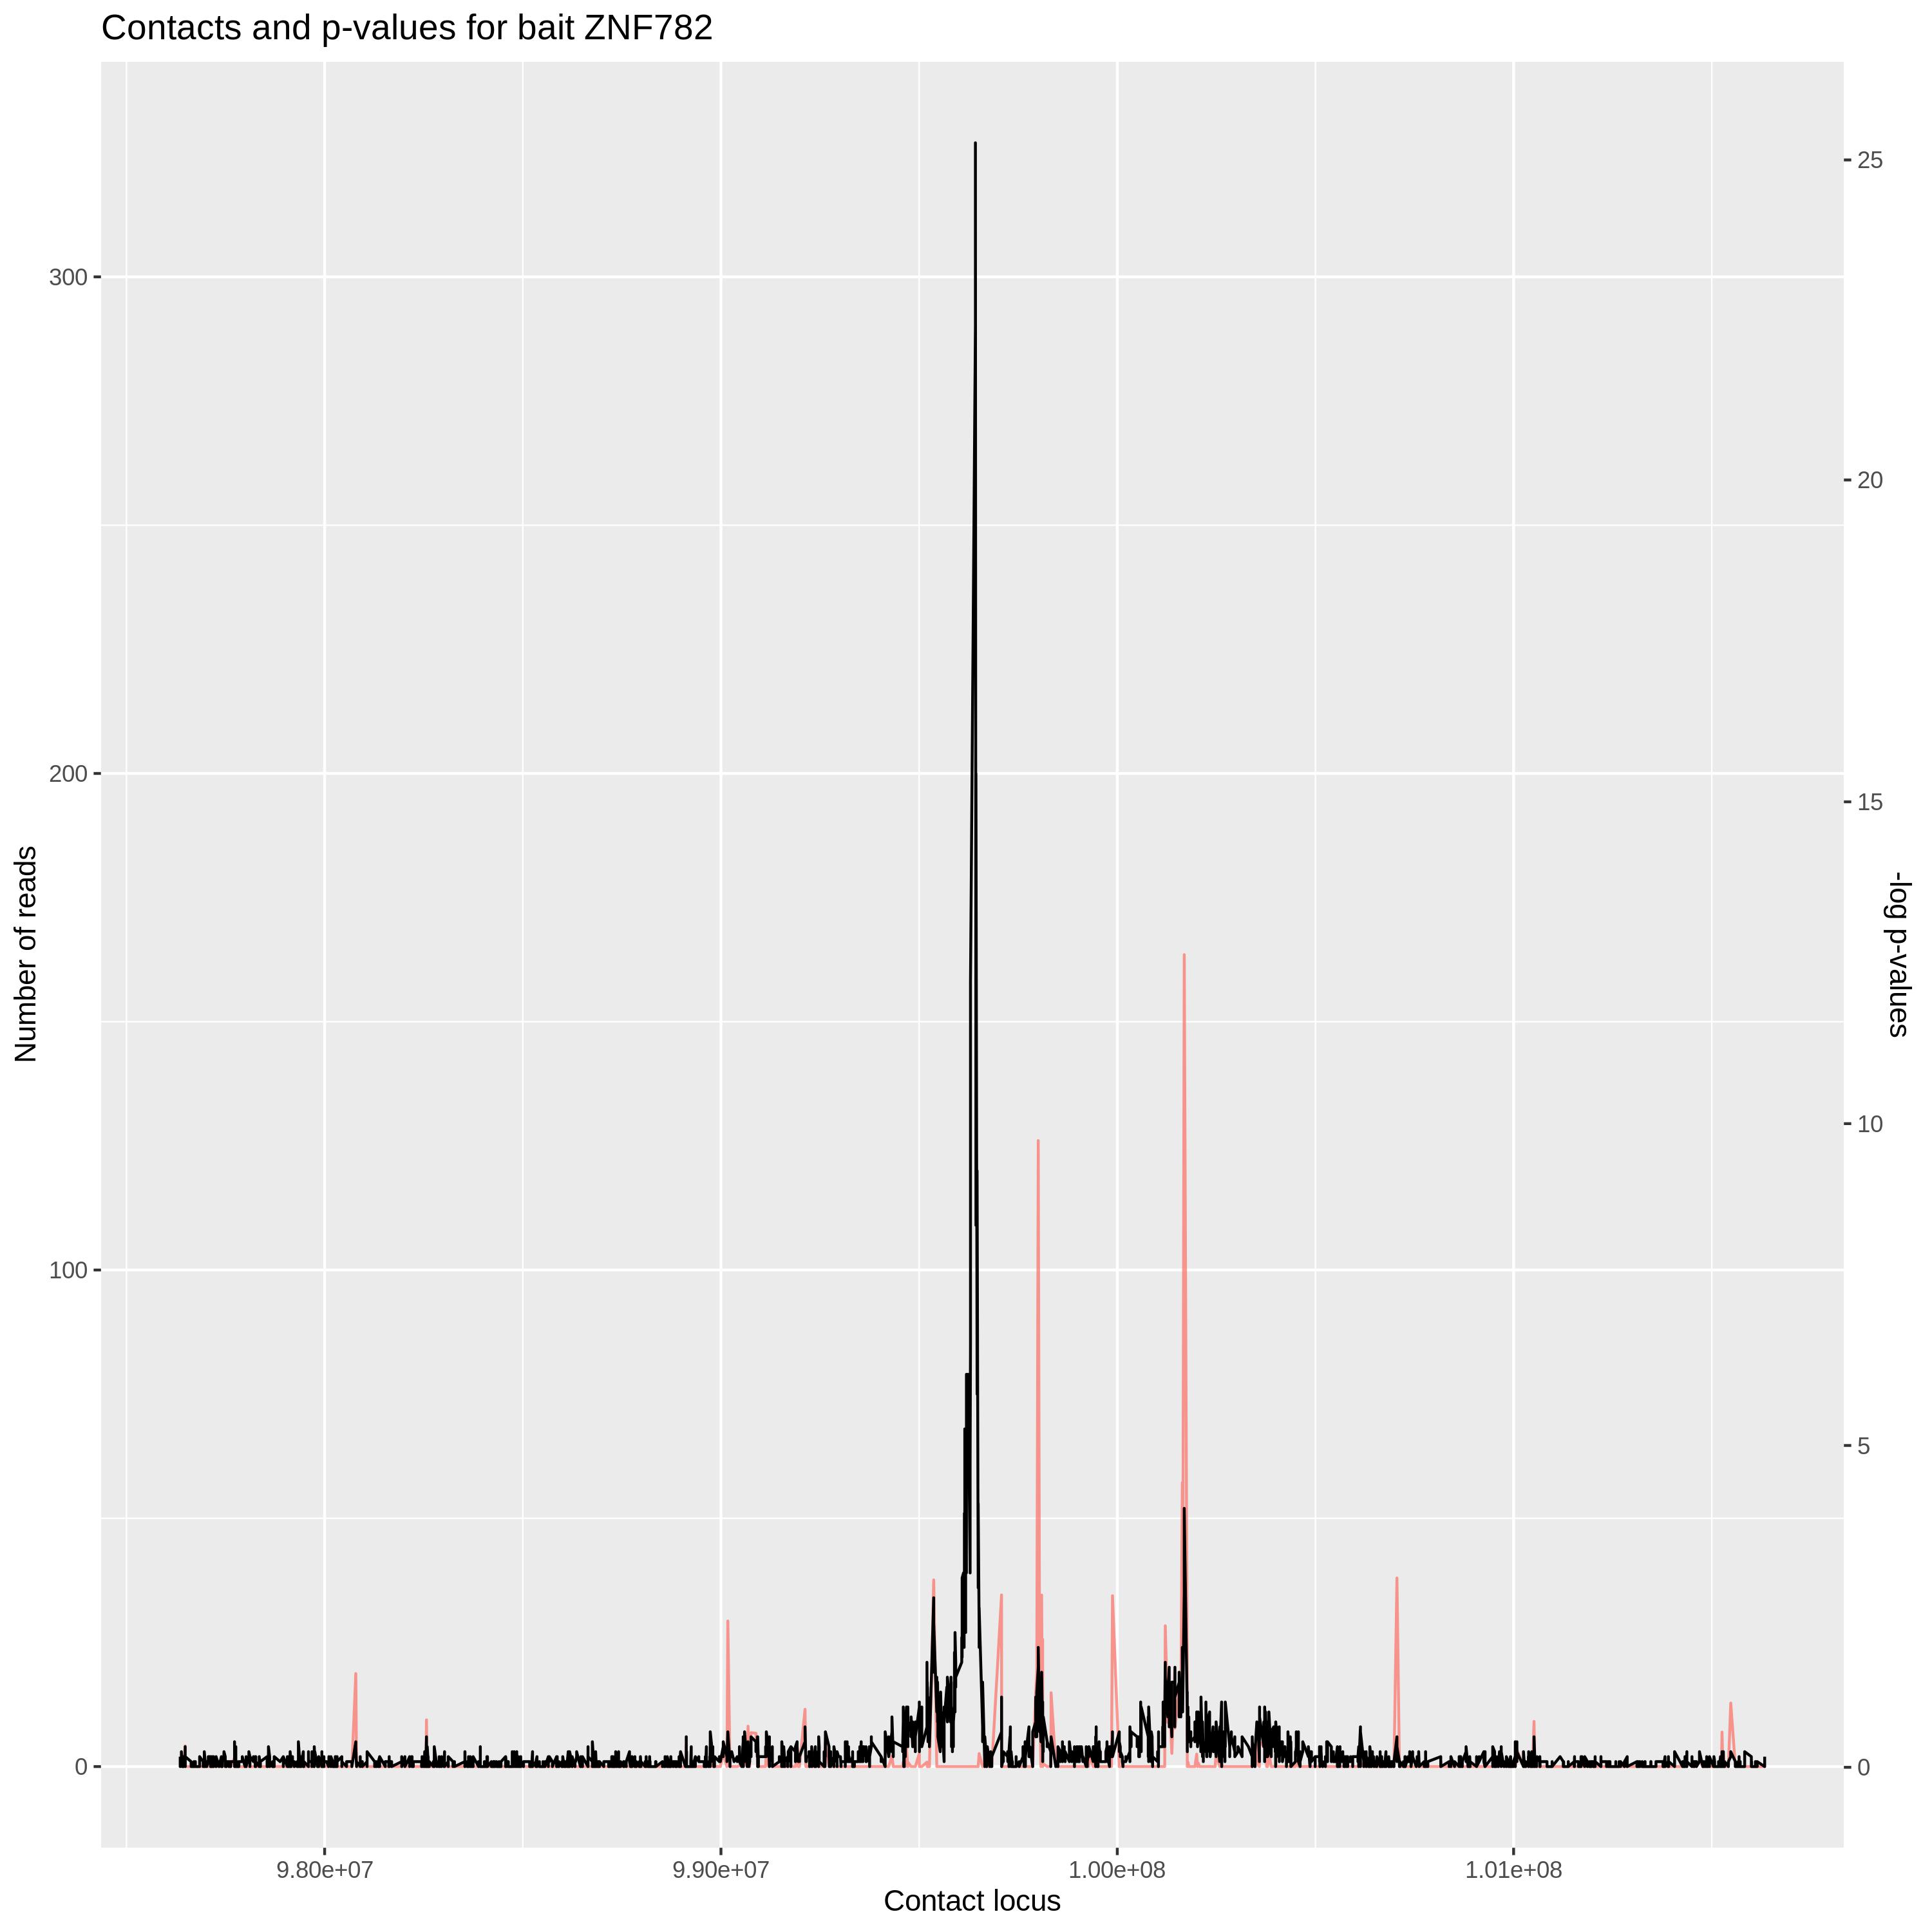 Contacts and p-values for bait ZNF782
Number of reads
300
200
100
0
25
20
15
10
5
0
-log p-values
9.80e+07
9.90e+07
1.00e+08
1.01e+08
Contact locus